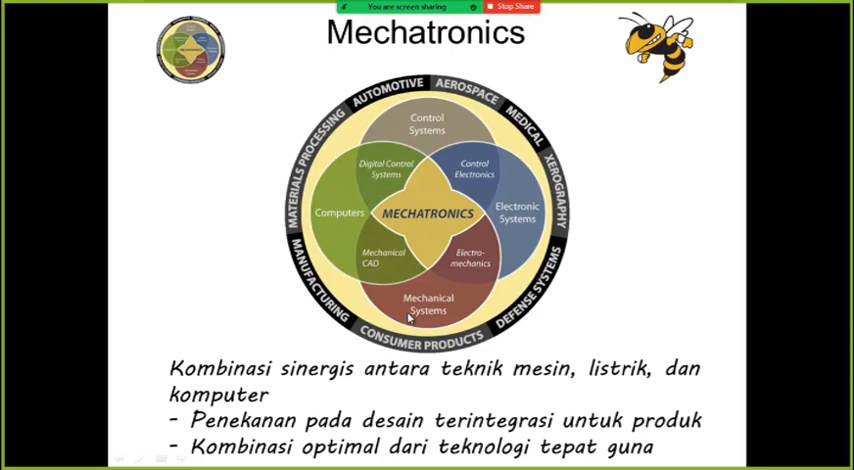 You are screen sharing
Stop Share
Mechatronics
AUTOMOTIVE
AEROSPACE
MEDICAL
XEROGRAPHY
DEFENSE SYSTEMS
CONSUMER PRODUCTS
MANUFACTURING
MATERIALS PROCESSING
Control
Systems
Digital Control
Systems
Control
Electronics
Computers
MECHATRONICS
Electronic
Systems
Mechanical
CAD
Electro-
mechanics
Mechanical
Systems
Kombinasi sinergis antara teknik mesin, listrik, dan
komputer
- Penekanan pada desain terintegrasi untuk produk
- Kombinasi optimal dari teknologi tepat guna